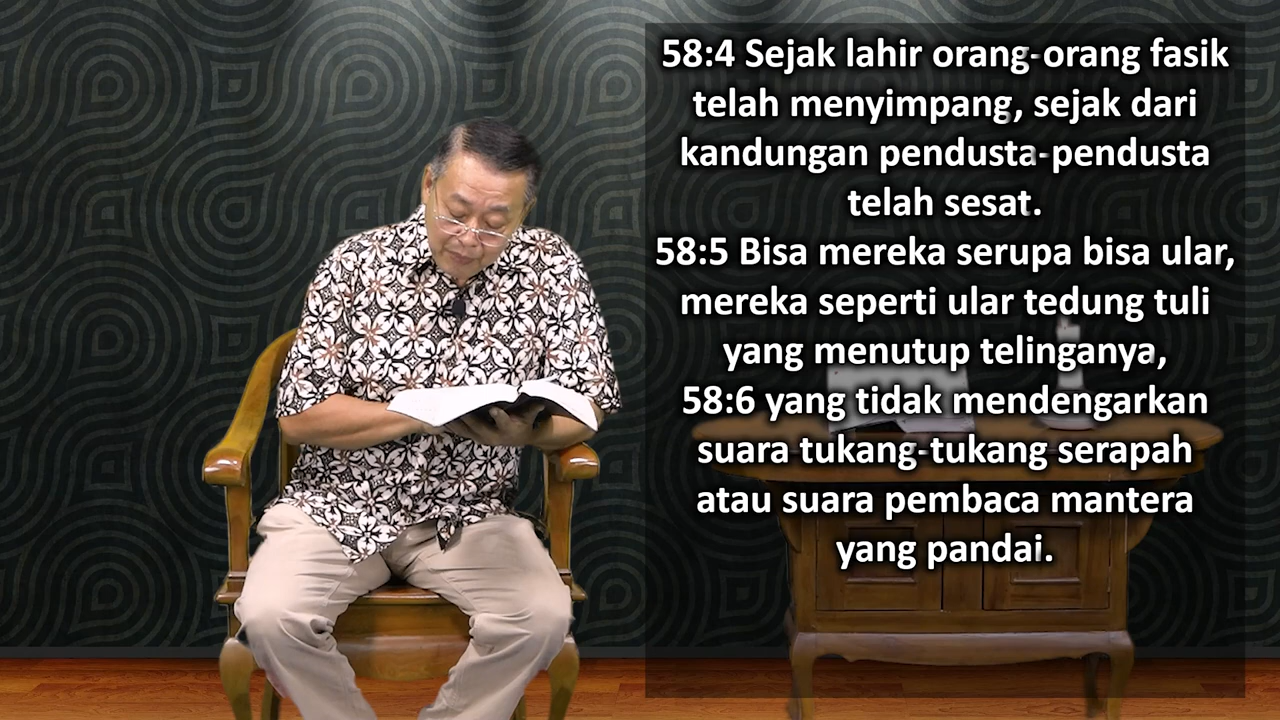 58:4 Sejak lahir orang-orang fasik
telah menyimpang, sejak dari
kandungan pendusta-pendusta
telah sesat.
58:5 Bisa mereka serupa bisa ular,
mereka seperti ular tedung tuli
yang menutup telinganya,
58:6 yang tidak mendengarkan
suara tukang-tukang serapah
atau suara pembaca mantera
yang pandai.